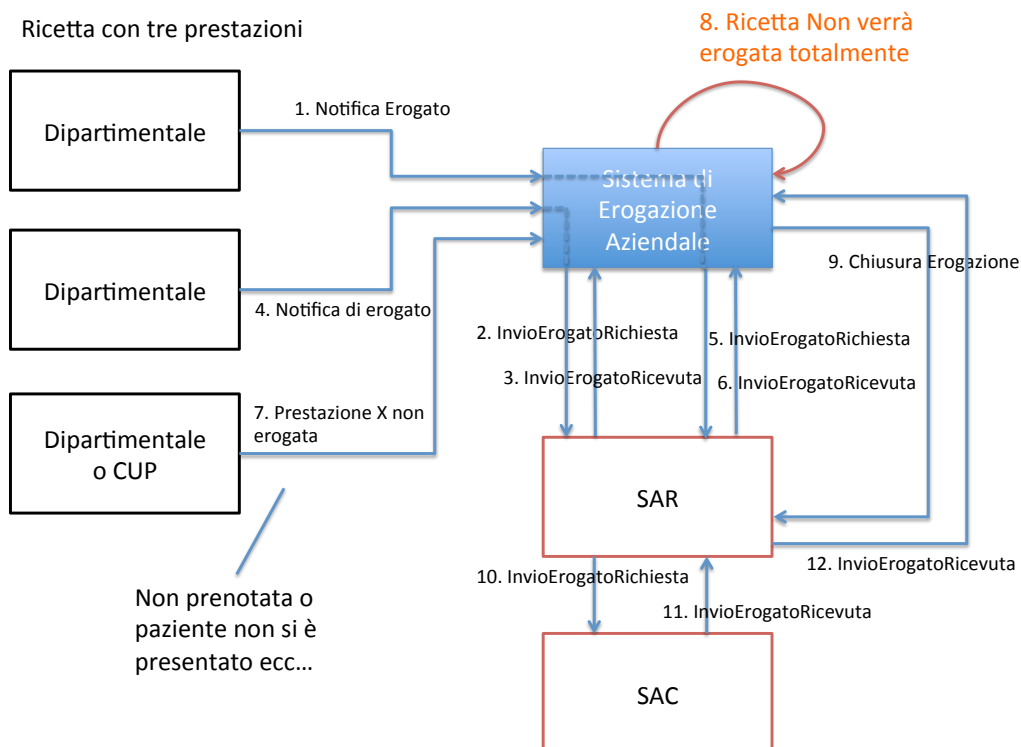 Ricetta con tre prestazioni
8. Ricetta Non verrà
erogata totalmente
Dipartimentale
1. Notifica Erogato
Sistema di
Erogazione
Aziendale
Dipartimentale
4. Notifica di erogato
9. Chiusura Erogazione
2. InvioErogatoRichiesta
5. InvioErogatoRichiesta
3. InvioErogatoRicevuta
6. InvioErogatoRicevuta
Dipartimentale
o CUP
7. Prestazione X non
erogata
SAR
10. InvioErogatoRichiesta
12. InvioErogatoRicevuta
11. InvioErogatoRicevuta
Non prenotata o
paziente non si è
presentato ecc...
SAC